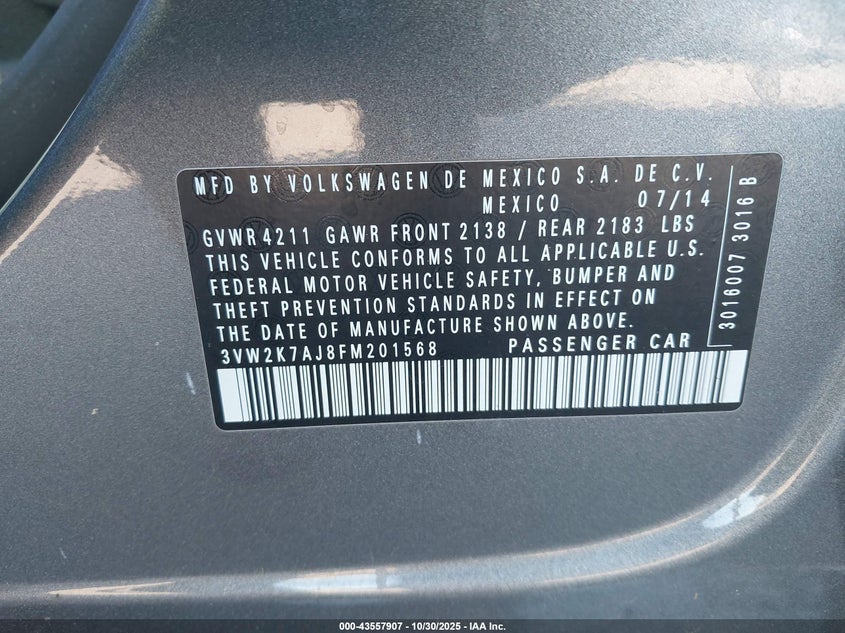 MFD BY VOLKSWAGEN DE MEXICO S.A. DE C.V.
MEXICO 07/14
GVWR 4211 GAWR FRONT 2138 / REAR 2183 LBS
THIS VEHICLE CONFORMS TO ALL APPLICABLE U.S.
FEDERAL MOTOR VEHICLE SAFETY, BUMPER AND
THEFT PREVENTION STANDARDS IN EFFECT ON
THE DATE OF MANUFACTURE SHOWN ABOVE.
3VW2K7AJ8FM201568 PASSENGER CAR
3016007 3016 B
000-43557907 - 10/30/2025 - IAA Inc.